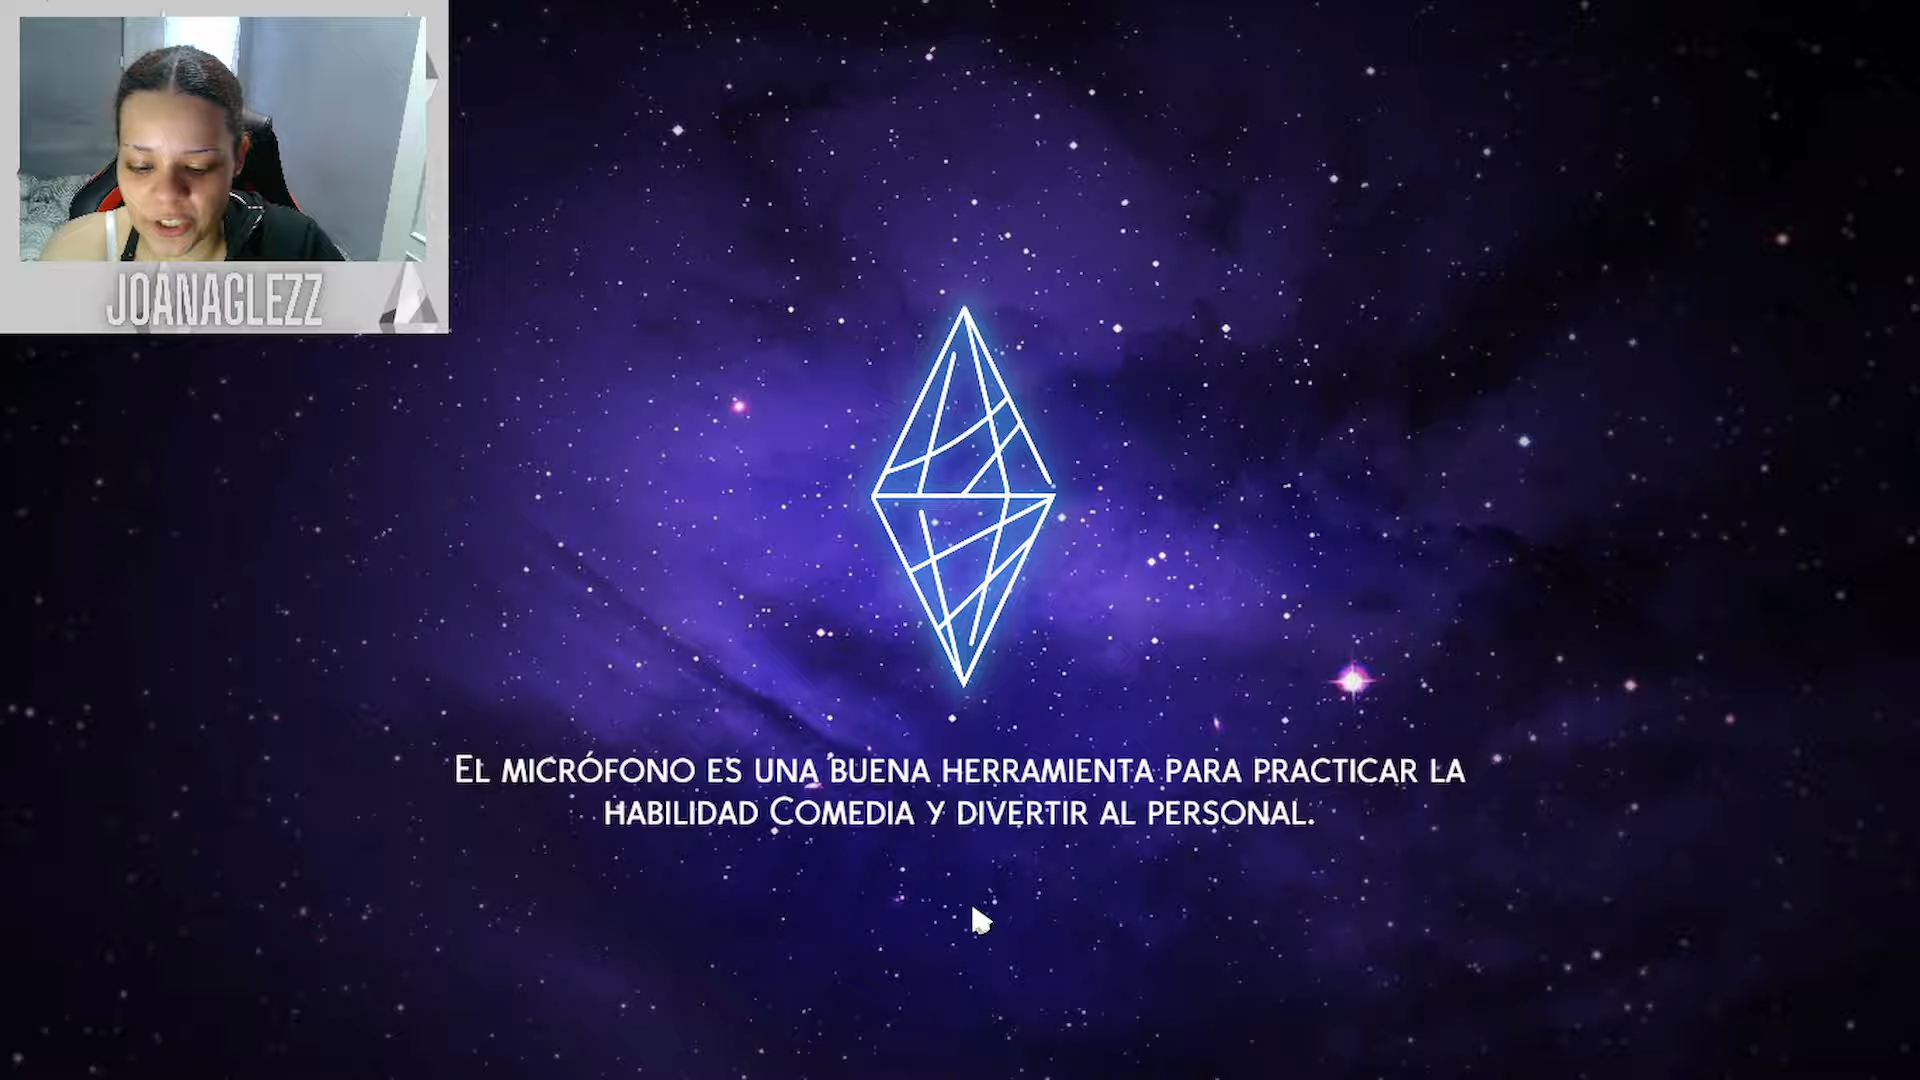 JOANAGLEZZ
El micrófono es una buena herramienta para practicar la
habilidad Comedia y divertir al personal.